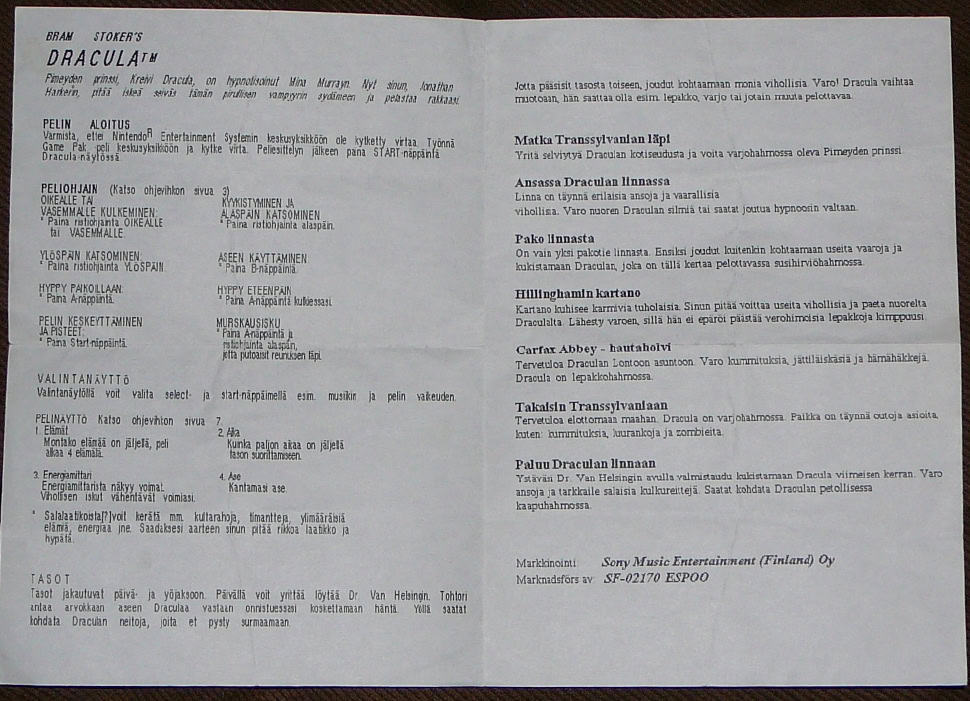 BRAM STOKER'S
DRACULA™
Pimeyden prinssi, Kreivi Dracula, on hypnotisoinut Mina Murrayn. Nyt sinun, Jonathan
Harkerin, pitää iskeä seiväs tämän pirullisen vampyyrin sydämeen ja pelastaa rakkaasi.
PELIN ALOITUS
Varmista, ettei NintendoR Entertainment Systemin keskusyksikköön ole kytketty virtaa. Työnnä
Game Pak peli keskusyksikköön ja kytke virta. Peliesittelyn jälkeen paina START-näppäintä
Dracula-näytössä.
PELIOHJAIN (Katso ohjevihkon sivua 3)
OIKEALLE TAI
VASEMMALLE KULKEMINEN:
* Paina ristiohjainta OIKEALLE
tai VASEMMALLE.
KYYKISTYMINEN JA
ALASPÄIN KATSOMINEN
* Paina ristiohjainta alaspäin.
YLÖSPÄIN KATSOMINEN:
* Paina ristiohjainta YLÖSPÄIN.
ASEEN KÄYTTÄMINEN
* Paina B-näppäintä.
HYPPY PAIKOILLAAN:
* Paina A-näppäintä.
HYPPY ETEENPÄIN
* Paina A-näppäintä kulkiessasi.
PELIN KESKEYTTÄMINEN
JA PISTEET:
* Paina Start-näppäintä.
MURSKAUSISKU
* Paina A-näppäintä ja
ristiohjainta alaspäin,
jotta putoaisit reunuksen läpi.
VALINTANÄYTTÖ
Valintanäytöllä voit valita select- ja start-näppäimellä esim. musiikin ja pelin vaikeuden.
PELINÄYTTÖ Katso ohjevihtion sivua 7.
1. Elämät
Montako elämää on jäljellä, peli
alkaa 4 elämällä.
2. Aika
Kuinka paljon aikaa on jäljellä
tason suorittamiseen.
3. Energiamittari
Energiamittarista näkyy voimat.
Vihollisen iskut vähentävät voimiasi.
4. Ase
Kantamasi ase.
* Salalaatikoista[?]voit kerätä mm. kultarahoja, timantteja, ylimääräisiä
elämiä, energiaa jne. Saadaksesi aarteen sinun pitää rikkoa laatikko ja
hypätä.
TASOT
Tasot jakautuvat päivä- ja yöjaksoon. Päivällä voit yrittää löytää Dr. Van Helsingin. Tohtori
antaa arvokkaan aseen Draculaa vastaan onnistuessasi koskettamaan häntä. Yöllä saatat
kohdata Draculan neitoja, joita et pysty surmaamaan.
Jotta pääsisit tasosta toiseen, joudut kohtaamaan monia vihollisia. Varo! Dracula vaihtaa
muotoaan, hän saattaa olla esim. lepakko, varjo tai jotain muuta pelottavaa.
Matka Transsylvanian läpi
Yritä selviytyä Draculan kotiseudusta ja voita varjohahmossa oleva Pimeyden prinssi.
Ansassa Draculan linnassa
Linna on täynnä erilaisia ansoja ja vaarallisia
vihollisia. Varo nuoren Draculan silmiä tai saatat joutua hypnoosin valtaan.
Pako linnasta
On vain yksi pakotie linnasta. Ensiksi joudut kuitenkin kohtaamaan useita vaaroja ja
kukistamaan Draculan, joka on tällä kertaa pelottavassa susihirviöhahmossa.
Hillinghamin kartano
Kartano kuhisee karmivia tuholaisia. Sinun pitää voittaa useita vihollisia ja paeta nuorelta
Draculalta. Lähesty varoen, sillä hän ei epäröi päästää verohimoisia lepakkoja kimppuusi.
Carfax Abbey - hautaholvi
Tervetuloa Draculan Lontoon asuntoon. Varo kummituksia, jättiläiskäsiä ja hämähäkkejä.
Dracula on lepakkohahmossa.
Takaisin Transsylvaniaan
Tervetuloa elottomaan maahan. Dracula on varjohahmossa. Paikka on täynnä outoja asioita,
kuten: kummituksia, luurankoja ja zombieita.
Paluu Draculan linnaan
Ystävän Dr. Van Helsingin avulla valmistaudu kukistamaan Dracula viimeisen kerran. Varo
ansoja ja tarkkaile salaisia kulkureittejä. Saatat kohdata Draculan petollisessa
kaapuhahmossa.
Markkinointi: Sony Music Entertainment (Finland) Oy
Marknadsförs av: SF-02170 ESPOO